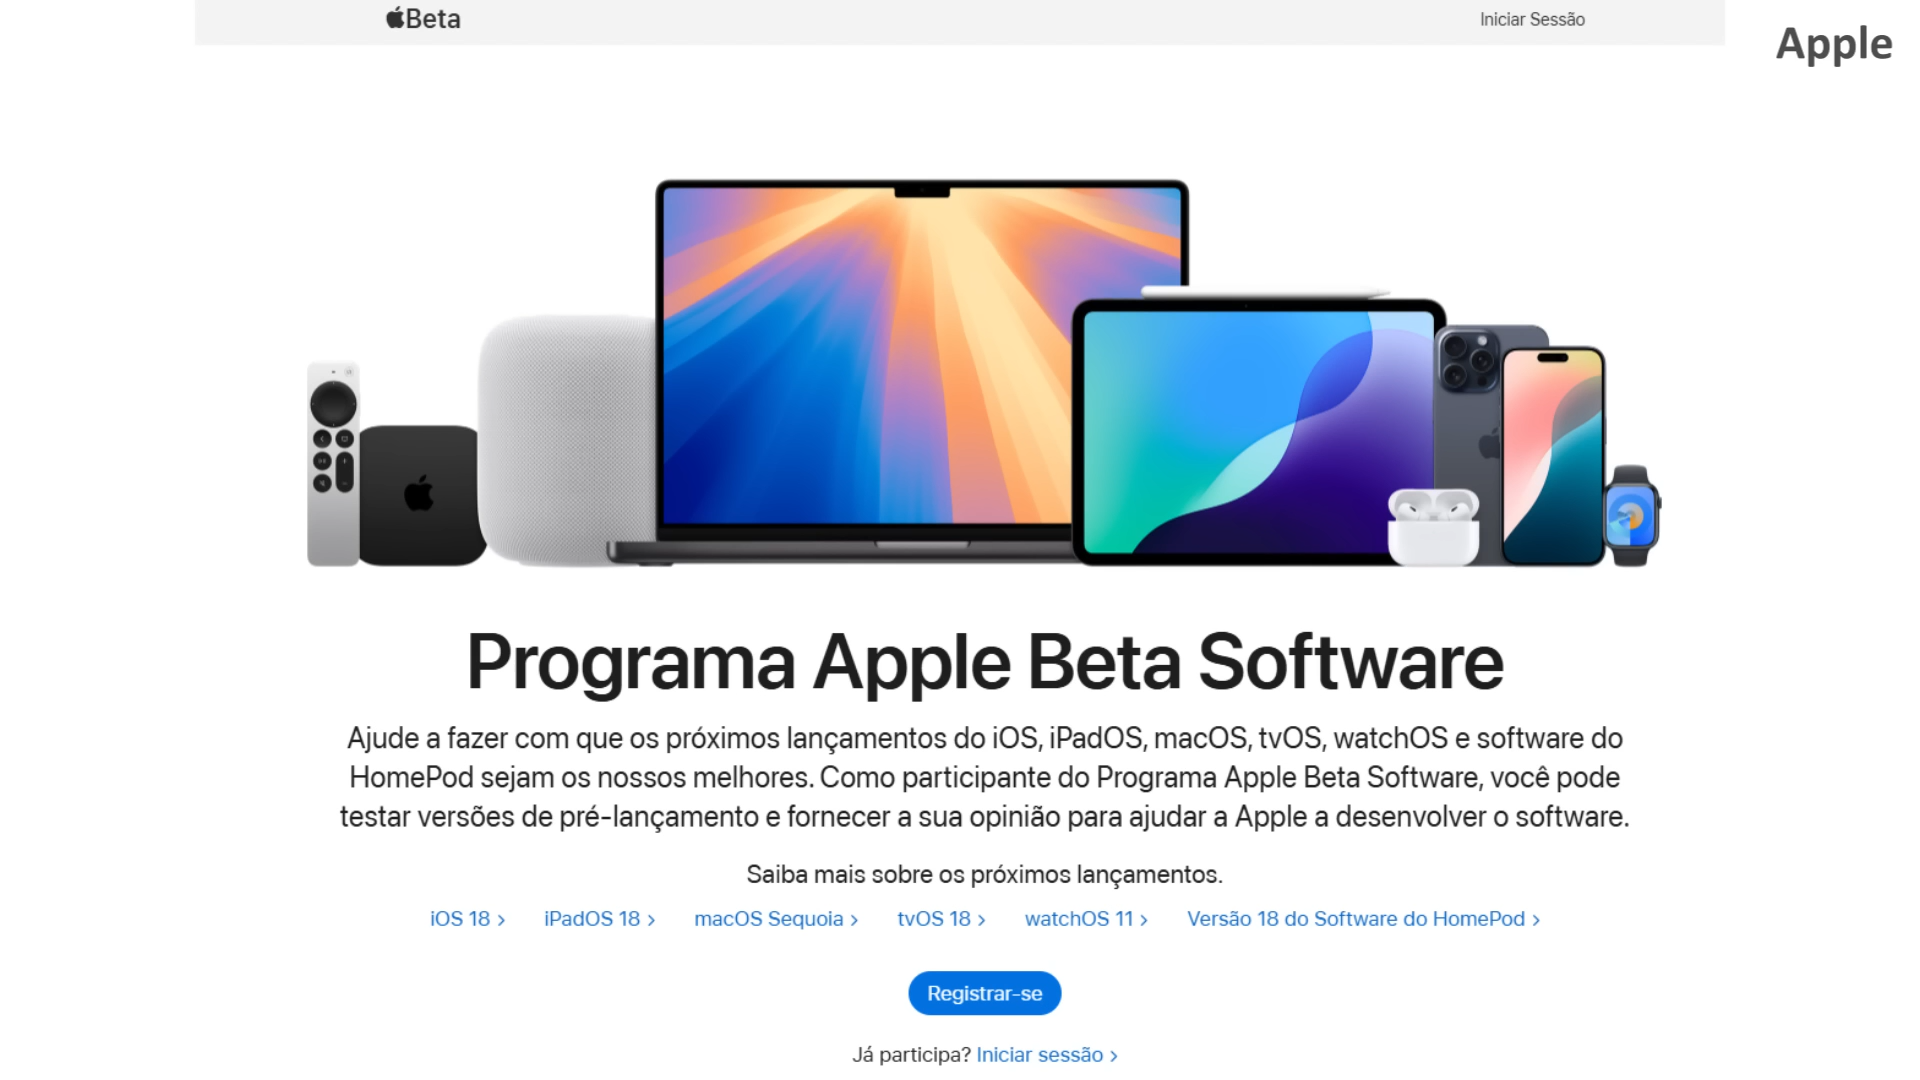 Beta
Iniciar Sessão
Apple
Programa Apple Beta Software
Ajude a fazer com que os próximos lançamentos do iOS, iPadOS, macOS, tvOS, watchOS e software do
HomePod sejam os nossos melhores. Como participante do Programa Apple Beta Software, você pode
testar versões de pré-lançamento e fornecer a sua opinião para ajudar a Apple a desenvolver o software.
Saiba mais sobre os próximos lançamentos.
iOS 18 > iPadOS 18 > macOS Sequoia > tvOS 18 > watchOS 11 > Versão 18 do Software do HomePod >
Registrar-se
Já participa? Iniciar sessão >